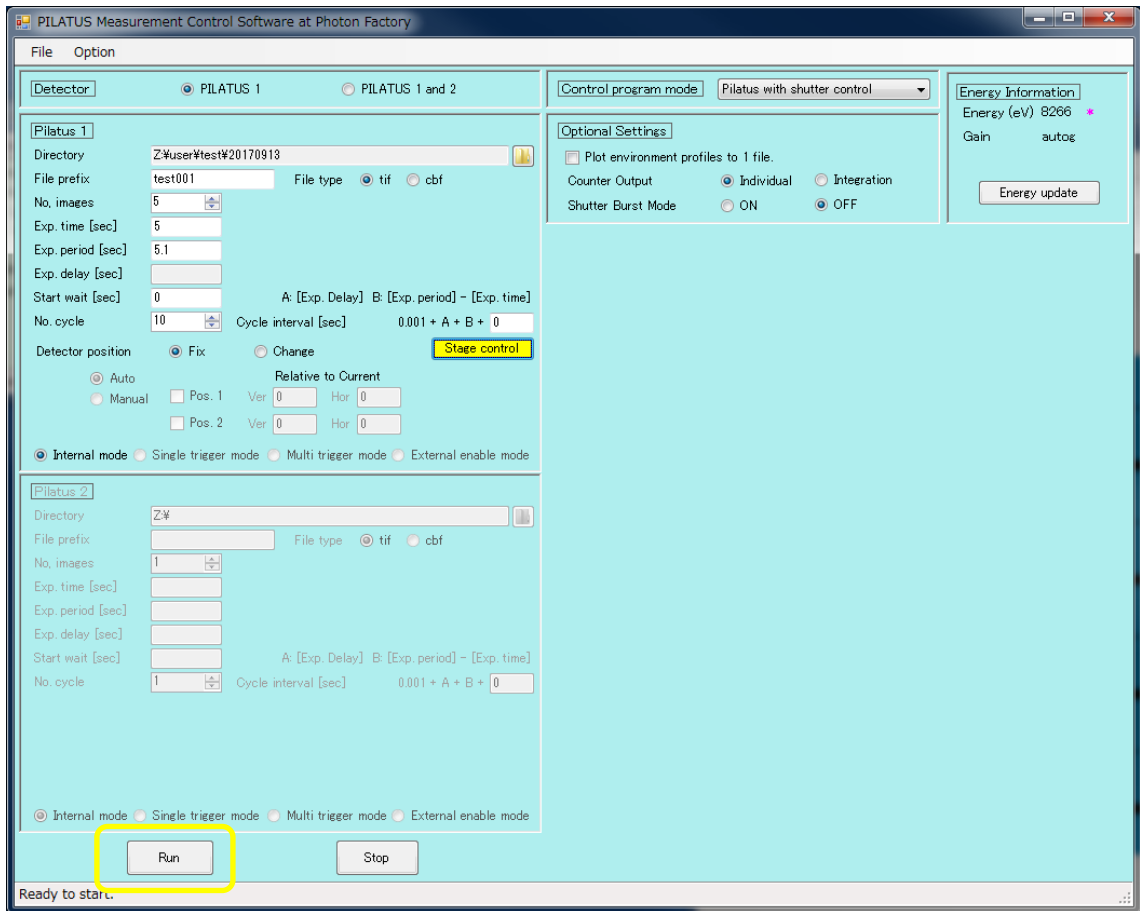 PILATUS Measurement Control Software at Photon Factory
File Option
Detector PILATUS 1 PILATUS 1 and 2
Control program mode Pilatus with shutter control
Pilatus 1
Directory Z:¥user¥test¥20170913
File prefix test001 File type tif cbf
No, images 5
Exp. time [sec] 5
Exp. period [sec] 5.1
Exp. delay [sec]
Start wait [sec] 0 A: [Exp. Delay] B: [Exp. period] - [Exp. time]
No. cycle 10 Cycle interval [sec] 0.001 + A + B + 0
Detector position Fix Change Stage control
Auto Relative to Current
Manual Pos. 1 Ver 0 Hor 0
Pos. 2 Ver 0 Hor 0
Internal mode Single trigger mode Multi trigger mode External enable mode
Optional Settings
Plot environment profiles to 1 file.
Counter Output Individual Integration
Shutter Burst Mode ON OFF
Energy Information
Energy (eV) 8266 *
Gain autog
Energy update
Pilatus 2
Directory Z:¥
File prefix File type tif cbf
No, images 1
Exp. time [sec]
Exp. period [sec]
Exp. delay [sec]
Start wait [sec] A: [Exp. Delay] B: [Exp. period] - [Exp. time]
No. cycle 1 Cycle interval [sec] 0.001 + A + B + 0
Internal mode Single trigger mode Multi trigger mode External enable mode
Run Stop
Ready to start.